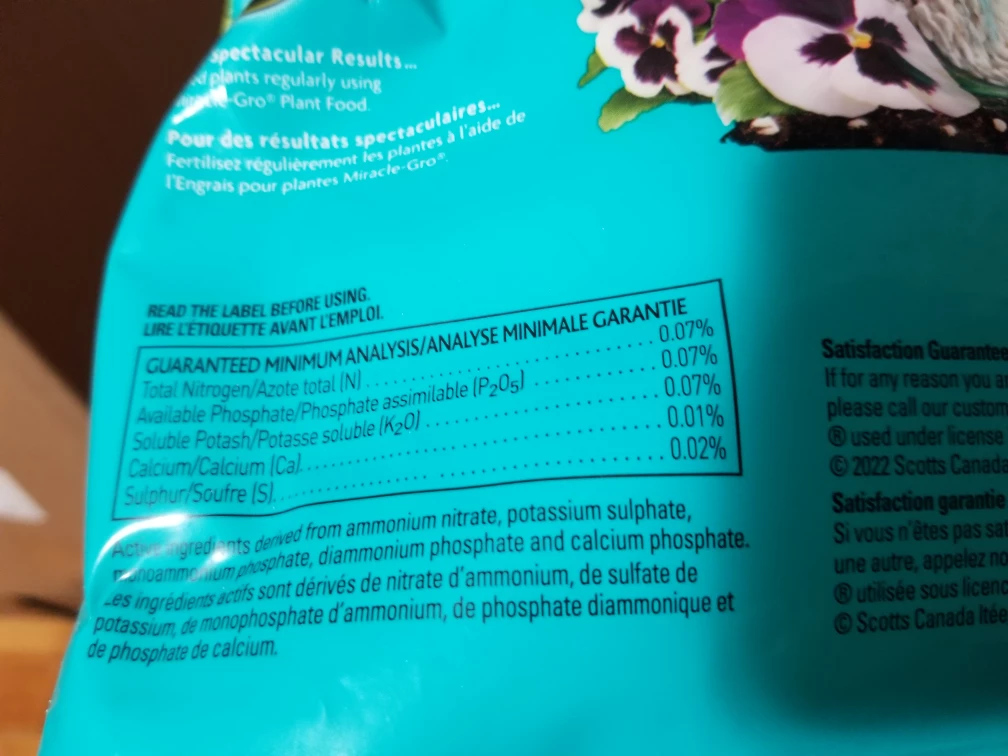 Spectacular Results...
plants regularly using
-Gro® Plant Food.
Pour des résultats spectaculaires...
Fertilisez régulièrement les plantes à l'aide de
l'Engrais pour plantes Miracle-Gro®.
READ THE LABEL BEFORE USING.
LIRE L'ÉTIQUETTE AVANT L'EMPLOI.
GUARANTEED MINIMUM ANALYSIS/ANALYSE MINIMALE GARANTIE
Total Nitrogen/Azote total (N) 0.07%
Available Phosphate/Phosphate assimilable (P2O5) 0.07%
Soluble Potash/Potasse soluble (K2O) 0.07%
Calcium/Calcium (Ca) 0.01%
Sulphur/Soufre (S) 0.02%
Active ingredients derived from ammonium nitrate, potassium sulphate,
monoammonium phosphate, diammonium phosphate and calcium phosphate.
Les ingrédients actifs sont dérivés de nitrate d'ammonium, de sulfate de
potassium, de monophosphate d'ammonium, de phosphate diammonique et
de phosphate de calcium.
Satisfaction Guarantee
If for any reason you
please call our custom
® used under license
© 2022 Scotts Canada
Satisfaction garantie
Si vous n'êtes pas
une autre, appelez
® utilisée sous licen
© Scotts Canada ltée